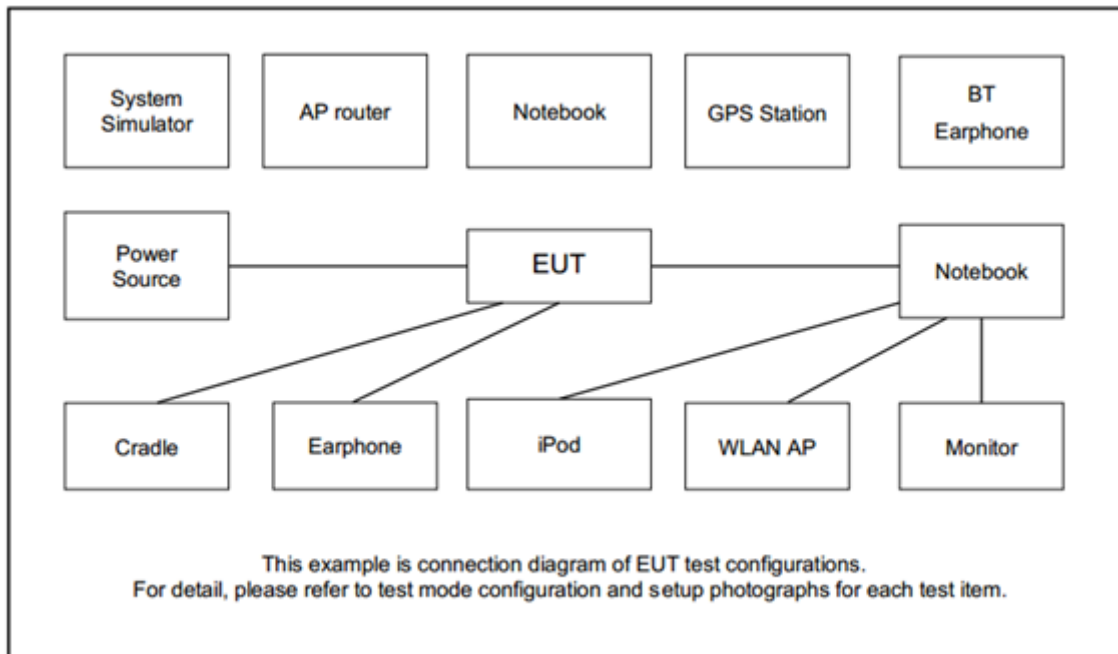 System
Simulator
AP router
Notebook
GPS Station
BT
Earphone
Power
Source
EUT
Notebook
Cradle
Earphone
iPod
WLAN AP
Monitor
This example is connection diagram of EUT test configurations.
For detail, please refer to test mode configuration and setup photographs for each test item.